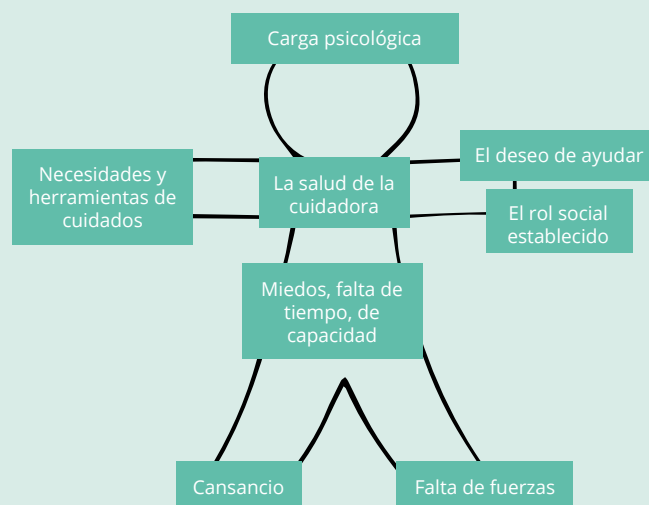 Carga psicológica
Necesidades y
herramientas de
cuidados
La salud de la
cuidadora
El deseo de ayudar
El rol social
establecido
Miedos, falta de
tiempo, de
capacidad
Cansancio
Falta de fuerzas